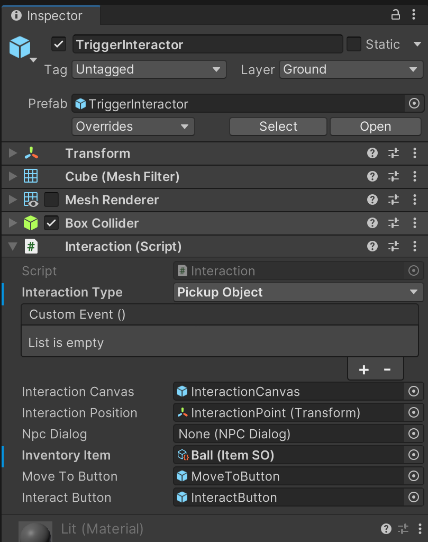 Inspector
TriggerInteractor
Static
Tag Untagged Layer Ground
Prefab TriggerInteractor
Overrides Select Open
Transform
Cube (Mesh Filter)
Mesh Renderer
Box Collider
Interaction (Script)
Script Interaction
Interaction Type Pickup Object
Custom Event ()
List is empty
+ -
Interaction Canvas InteractionCanvas
Interaction Position InteractionPoint (Transform)
Npc Dialog None (NPC Dialog)
Inventory Item Ball (Item SO)
Move To Button MoveToButton
Interact Button InteractButton
Lit (Material)